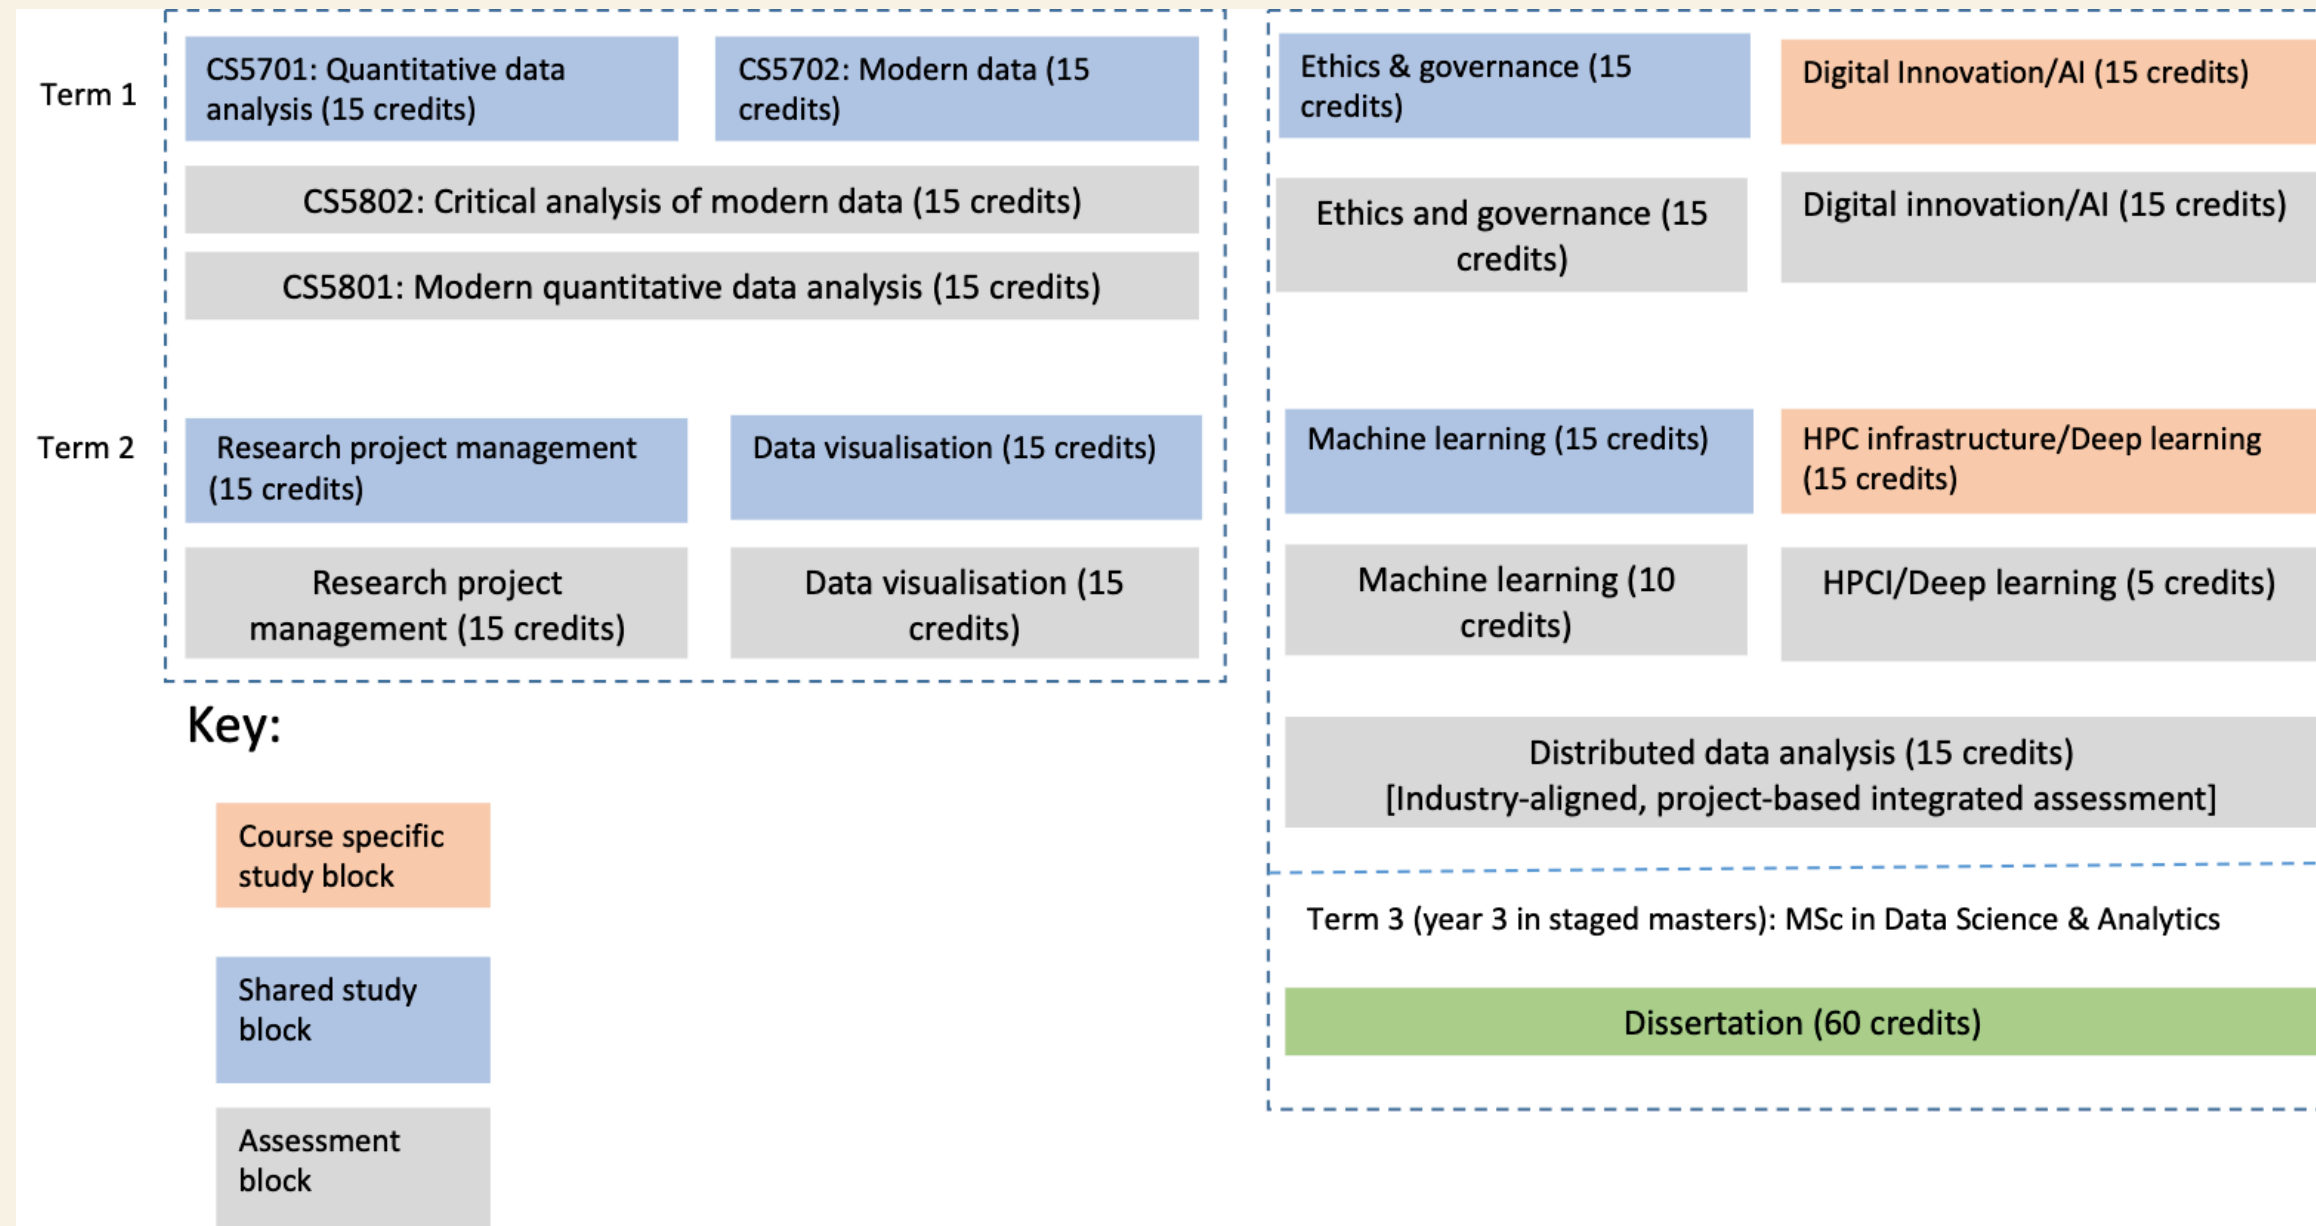 Term 1
CS5701: Quantitative data
analysis (15 credits)
CS5702: Modern data (15
credits)
CS5802: Critical analysis of modern data (15 credits)
CS5801: Modern quantitative data analysis (15 credits)
Term 2
Research project management
(15 credits)
Data visualisation (15 credits)
Research project
management (15 credits)
Data visualisation (15
credits)
Ethics & governance (15
credits)
Digital Innovation/AI (15 credits)
Ethics and governance (15
credits)
Digital innovation/AI (15 credits)
Machine learning (15 credits)
HPC infrastructure/Deep learning
(15 credits)
Machine learning (10
credits)
HPCI/Deep learning (5 credits)
Distributed data analysis (15 credits)
[Industry-aligned, project-based integrated assessment]
Term 3 (year 3 in staged masters): MSc in Data Science & Analytics
Dissertation (60 credits)
Key:
Course specific
study block
Shared study
block
Assessment
block